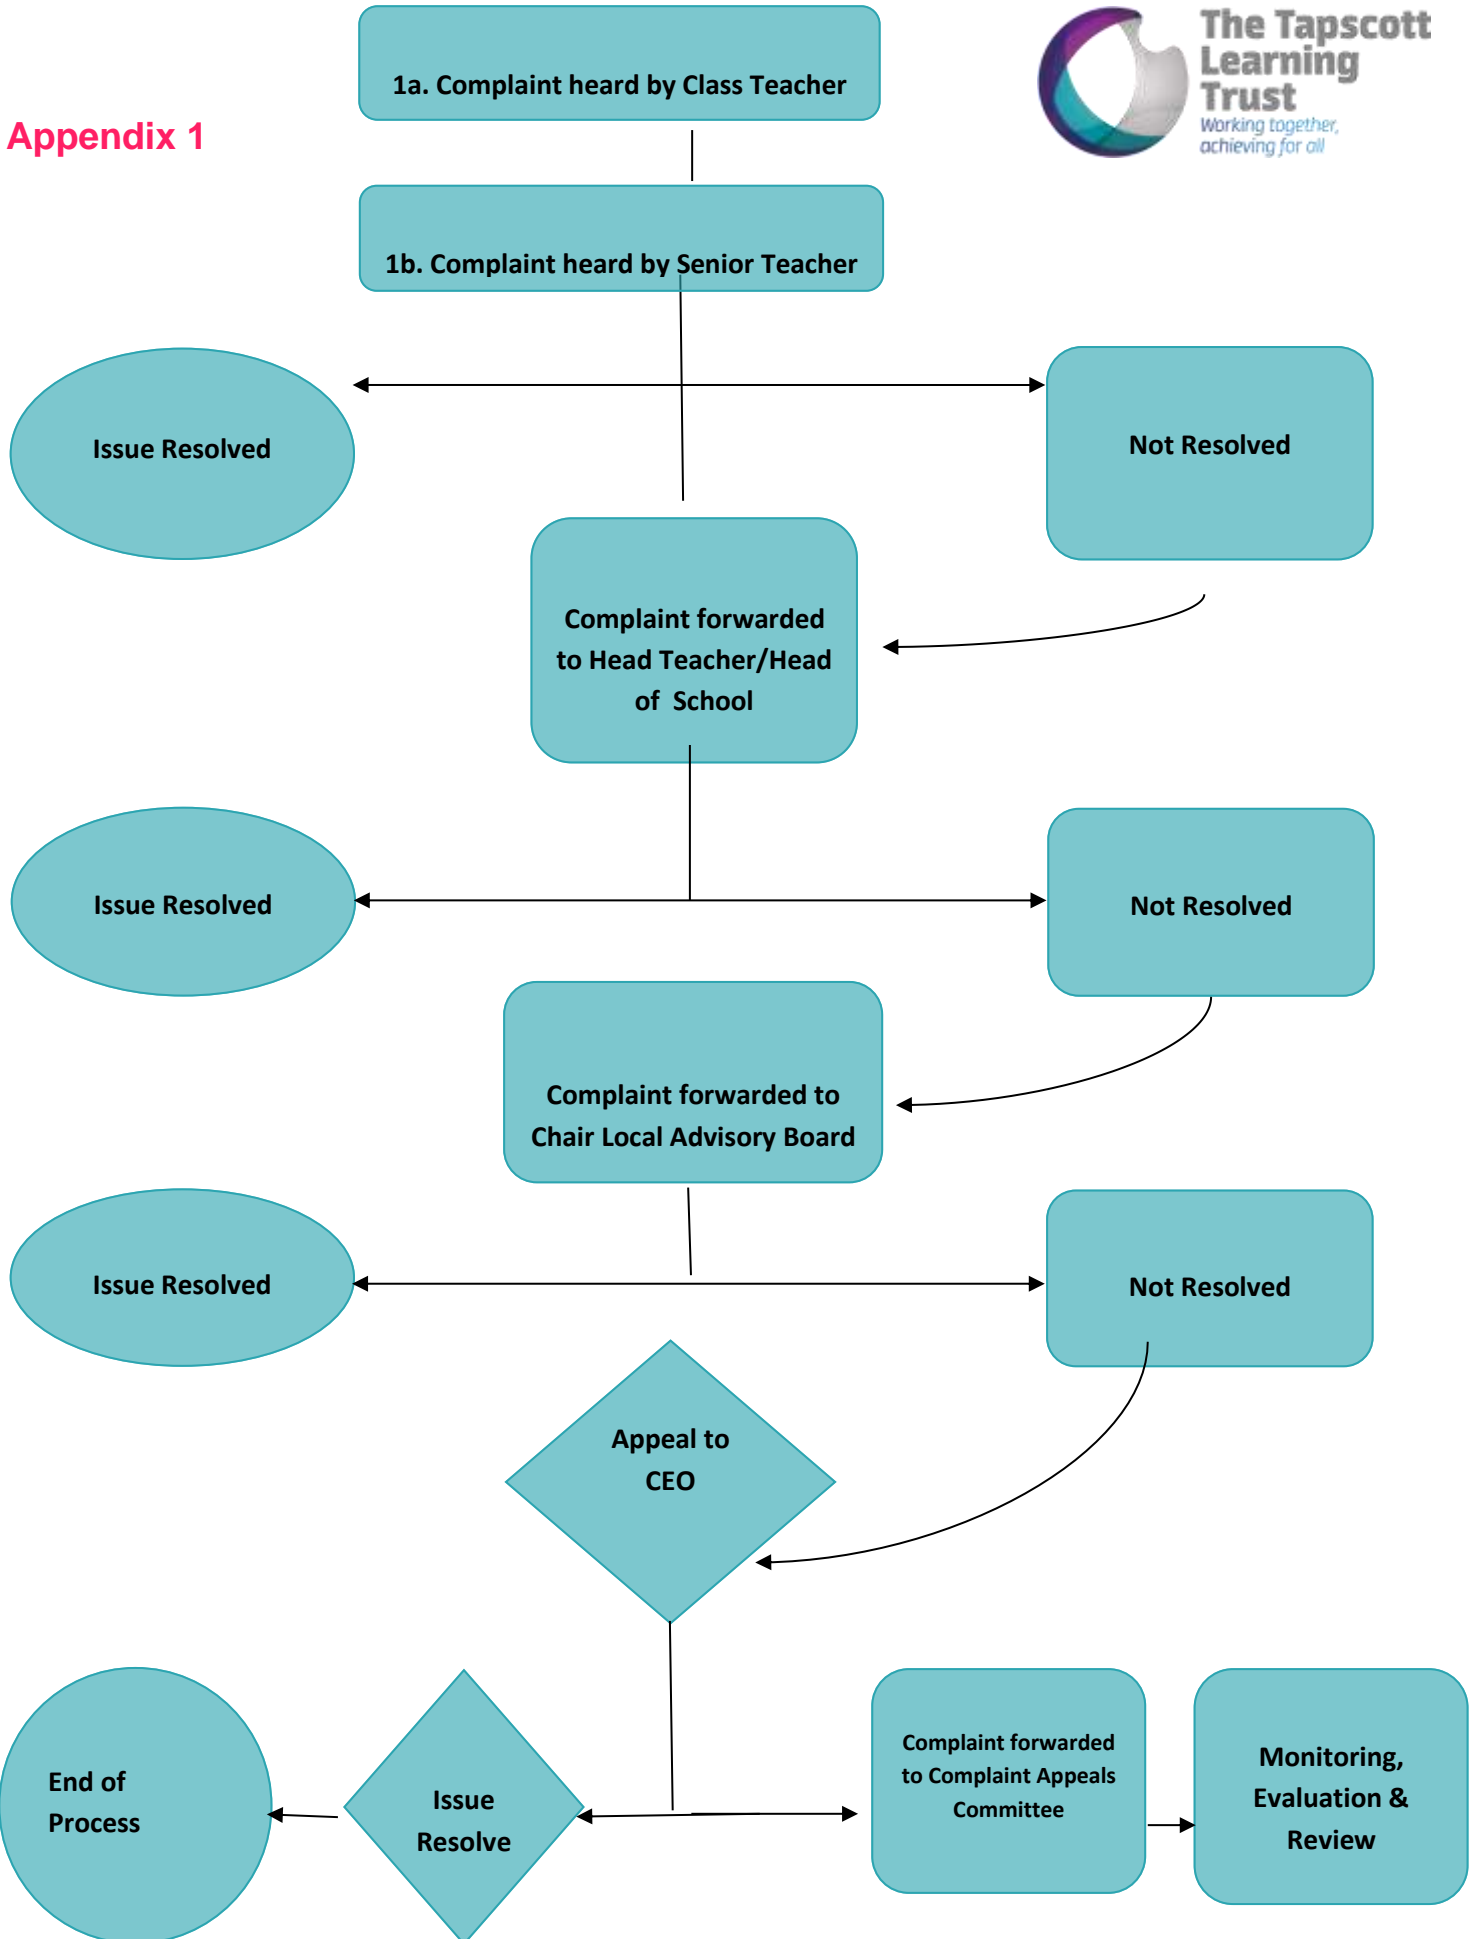 The Tapscott
Learning
Trust
Working together,
achieving for all
Appendix 1
1a. Complaint heard by Class Teacher
1b. Complaint heard by Senior Teacher
Issue Resolved
Not Resolved
Complaint forwarded
to Head Teacher/Head
of School
Issue Resolved
Not Resolved
Complaint forwarded to
Chair Local Advisory Board
Issue Resolved
Not Resolved
Appeal to
CEO
End of
Process
Issue
Resolve
Complaint forwarded
to Complaint Appeals
Committee
Monitoring,
Evaluation &
Review